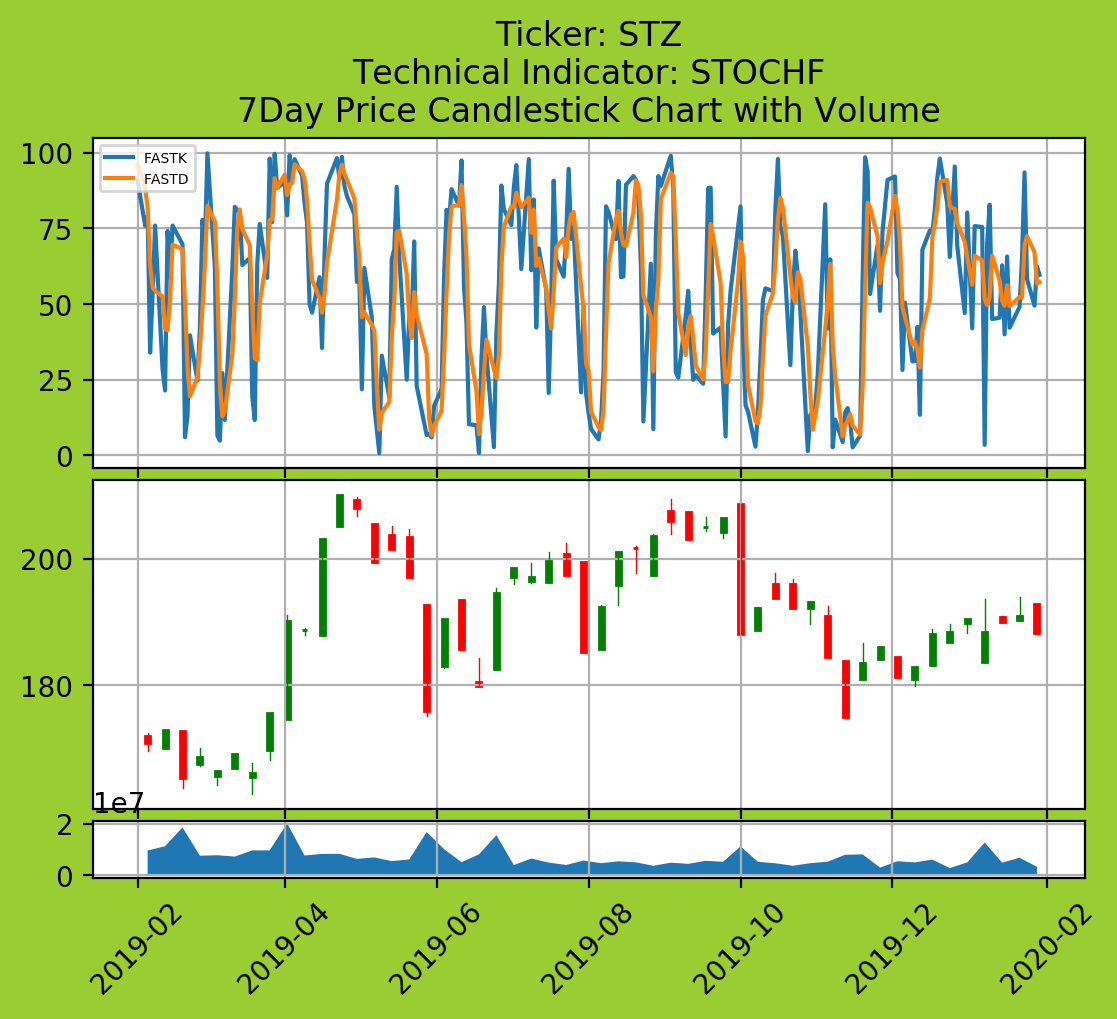 Ticker: STZ
Technical Indicator: STOCHF
7Day Price Candlestick Chart with Volume
100
75
50
25
0
FASTK
FASTD
200
180
1e7
2
0
2019-02
2019-04
2019-06
2019-08
2019-10
2019-12
2020-02